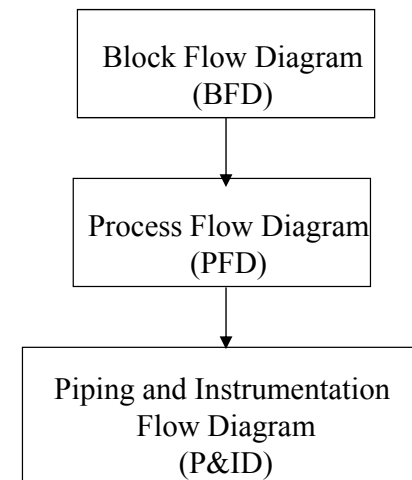 Block Flow Diagram
(BFD)
Process Flow Diagram
(PFD)
Piping and Instrumentation
Flow Diagram
(P&ID)